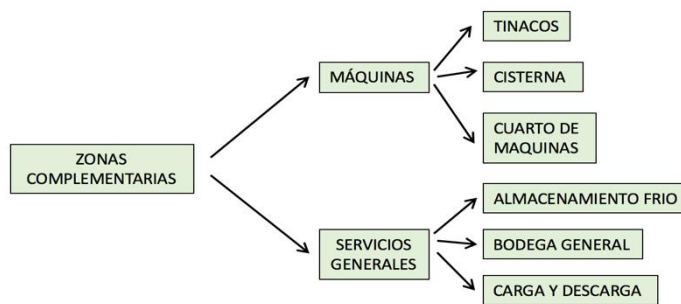 TINACOS
MÁQUINAS
CISTERNA
CUARTO DE
MAQUINAS
ZONAS
COMPLEMENTARIAS
ALMACENAMIENTO FRIO
SERVICIOS
GENERALES
BODEGA GENERAL
CARGA Y DESCARGA